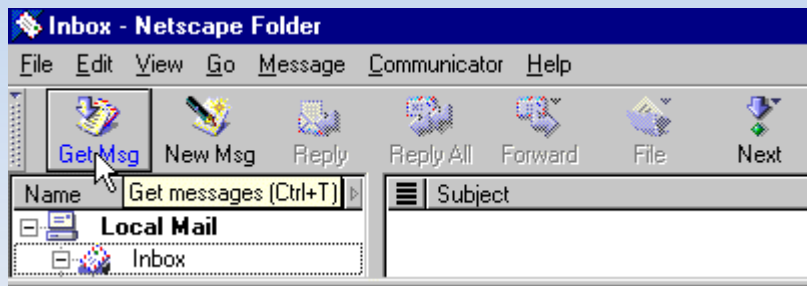 Inbox - Netscape Folder
File Edit View Go Message Communicator Help
Get Msg New Msg Reply Reply All Forward File Next
Name Get messages (Ctrl+T) Subject
Local Mail
Inbox